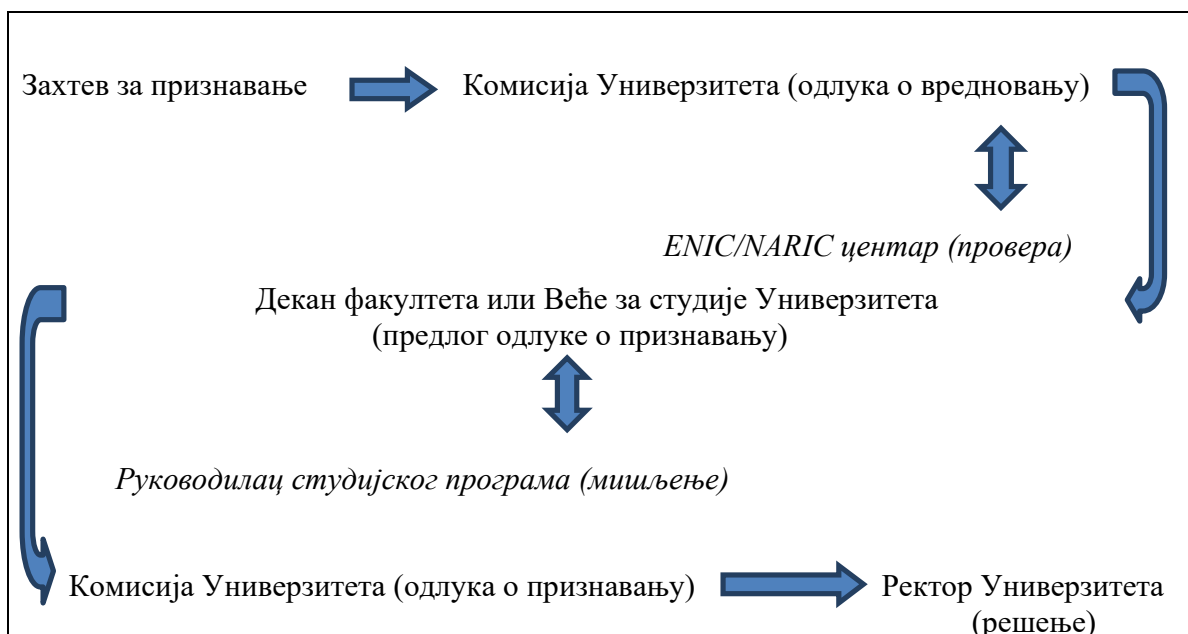 Захтев за признавање
Комисија Универзитета (одлука о вредновању)
ENIC/NARIC центар (провера)
Декан факултета или Веће за студије Универзитета
(предлог одлуке о признавању)
Руководилац студијског програма (мишљење)
Комисија Универзитета (одлука о признавању)
Ректор Универзитета
(решење)